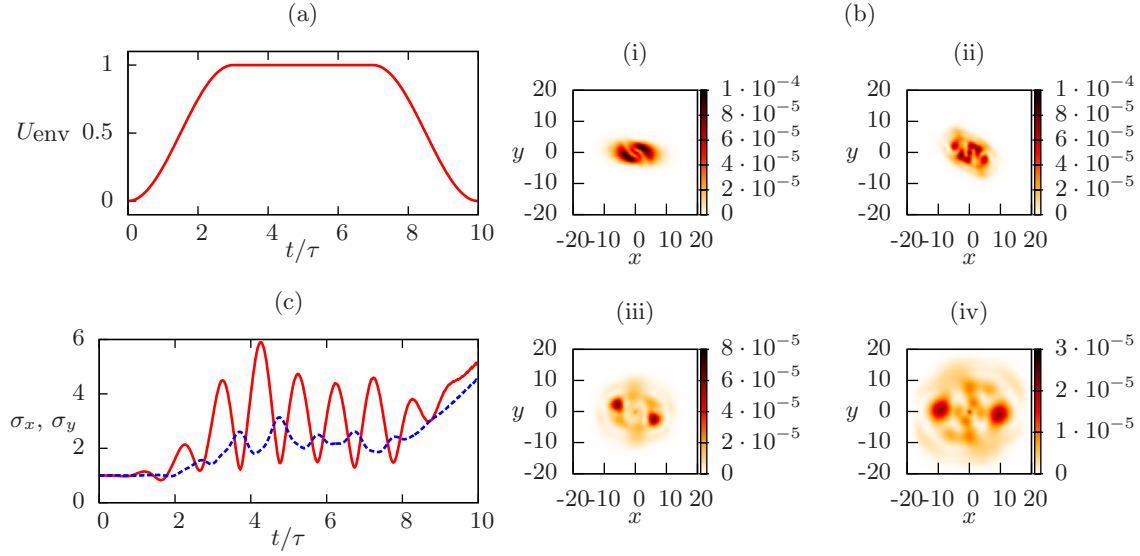 (a)
1
0.5
0
U_env
0 2 4 6 8 10
t/τ
(b)
(i)
20
10
0
-10
-20
y
-20 -10 0 10 20
x
1 · 10^-4
8 · 10^-5
6 · 10^-5
4 · 10^-5
2 · 10^-5
0
(ii)
20
10
0
-10
-20
y
-20 -10 0 10 20
x
1 · 10^-4
8 · 10^-5
6 · 10^-5
4 · 10^-5
2 · 10^-5
0
(c)
6
4
2
0
σ_x, σ_y
0 2 4 6 8 10
t/τ
(iii)
20
10
0
-10
-20
y
-20 -10 0 10 20
x
8 · 10^-5
6 · 10^-5
4 · 10^-5
2 · 10^-5
0
(iv)
20
10
0
-10
-20
y
-20 -10 0 10 20
x
3 · 10^-5
2 · 10^-5
1 · 10^-5
0